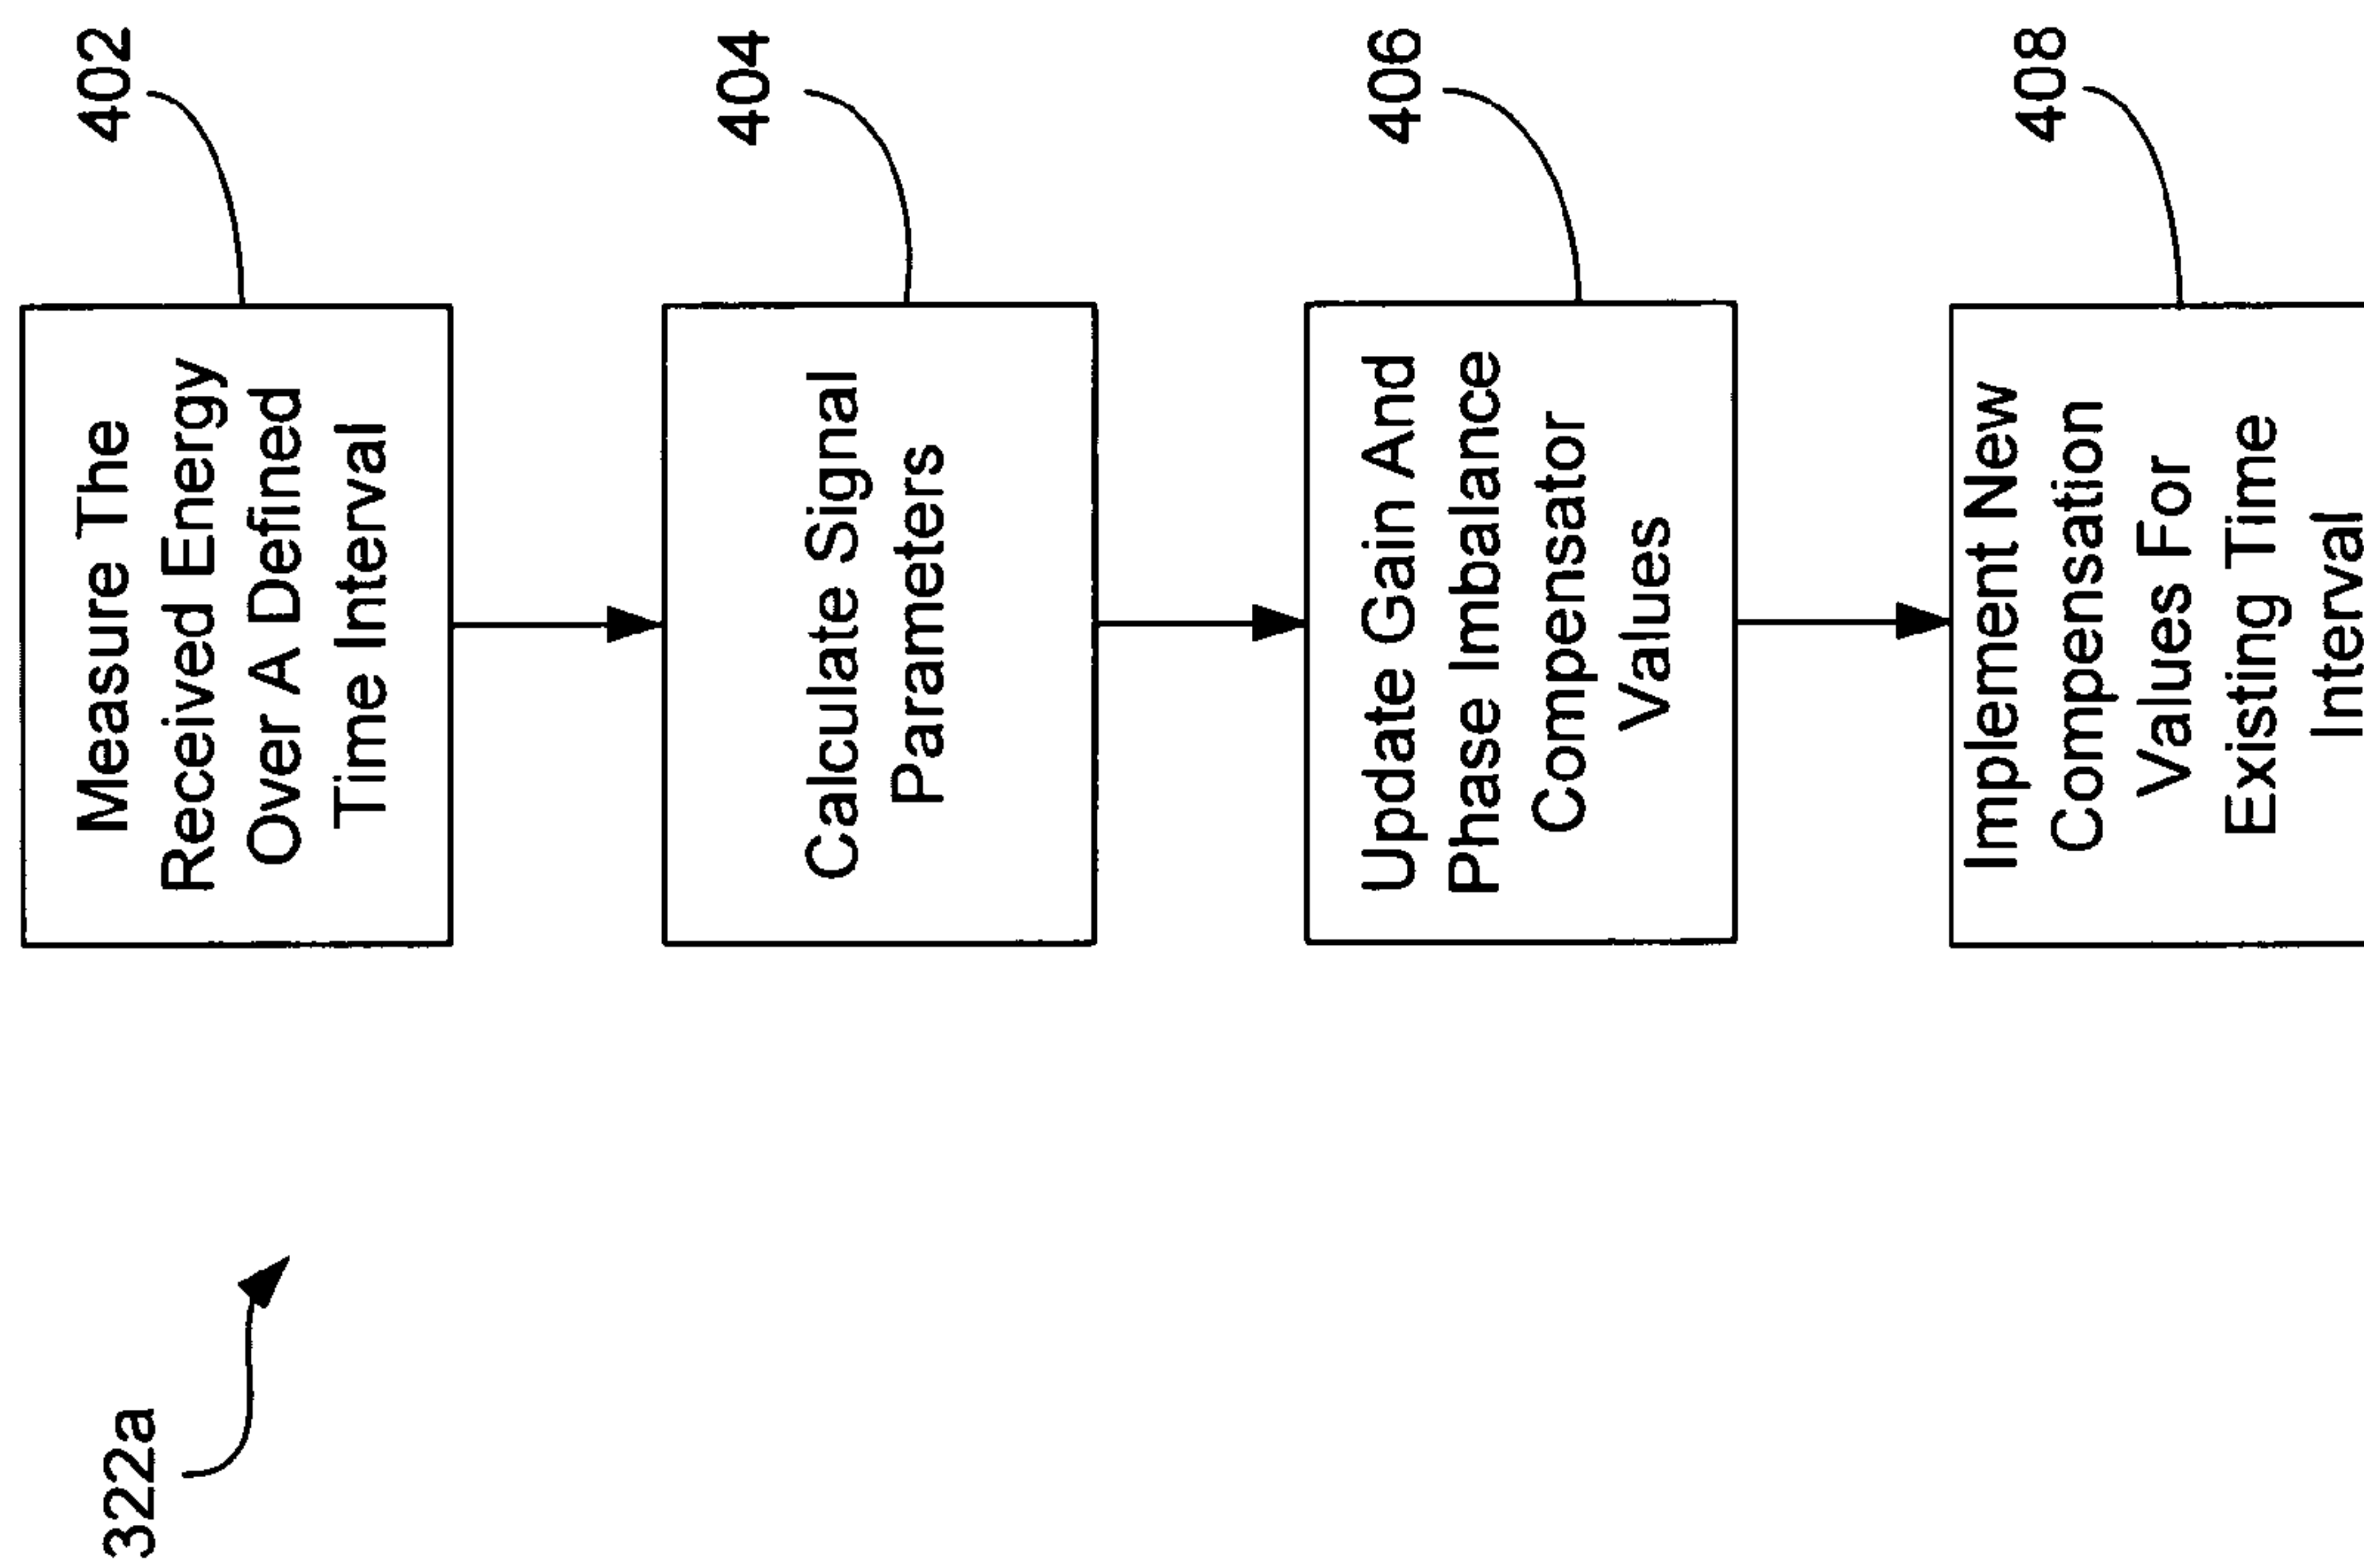 322a
402
Measure The
Received Energy
Over A Defined
Time Interval
404
Calculate Signal
Parameters
406
Update Gain And
Phase Imbalance
Compensator
Values
408
Implement New
Compensation
Values For
Existing Time
Interval